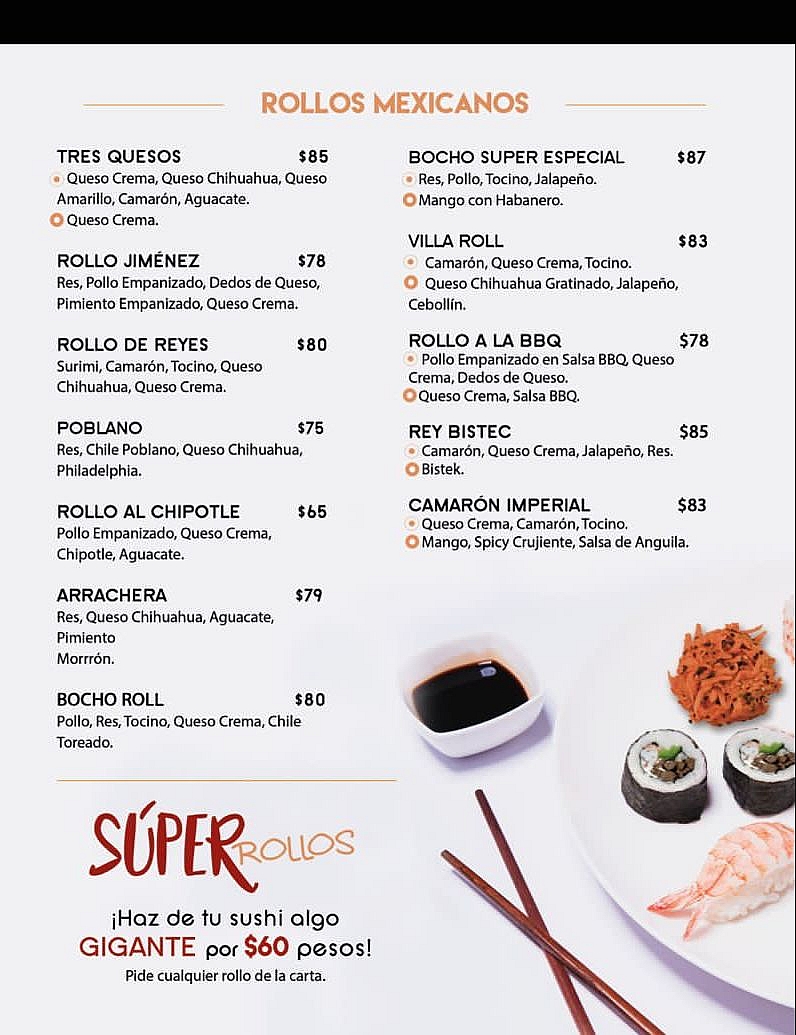 ROLLOS MEXICANOS
TRES QUESOS $85
Queso Crema, Queso Chihuahua, Queso
Amarillo, Camarón, Aguacate.
Queso Crema.
ROLLO JIMÉNEZ $78
Res, Pollo Empanizado, Dedos de Queso,
Pimiento Empanizado, Queso Crema.
ROLLO DE REYES $80
Surimi, Camarón, Tocino, Queso
Chihuahua, Queso Crema.
POBLANO $75
Res, Chile Poblano, Queso Chihuahua,
Philadelphia.
ROLLO AL CHIPOTLE $65
Pollo Empanizado, Queso Crema,
Chipotle, Aguacate.
ARRACHERA $79
Res, Queso Chihuahua, Aguacate,
Pimiento
Morrrón.
BOCHO ROLL $80
Pollo, Res, Tocino, Queso Crema, Chile
Toreado.
BOCHO SUPER ESPECIAL $87
Res, Pollo, Tocino, Jalapeño.
Mango con Habanero.
VILLA ROLL $83
Camarón, Queso Crema, Tocino.
Queso Chihuahua Gratinado, Jalapeño,
Cebollín.
ROLLO A LA BBQ $78
Pollo Empanizado en Salsa BBQ, Queso
Crema, Dedos de Queso.
Queso Crema, Salsa BBQ.
REY BISTEC $85
Camarón, Queso Crema, Jalapeño, Res.
Bistek.
CAMARÓN IMPERIAL $83
Queso Crema, Camarón, Tocino.
Mango, Spicy Crujiente, Salsa de Anguila.
SÚPER ROLLOS
¡Haz de tu sushi algo
GIGANTE por $60 pesos!
Pide cualquier rollo de la carta.